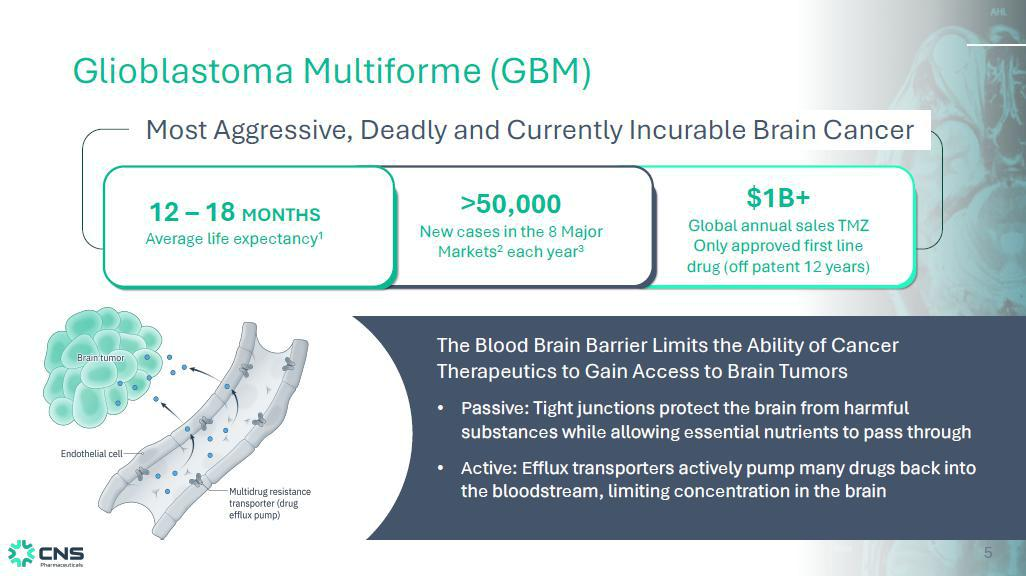 AHL
Glioblastoma Multiforme (GBM)
Most Aggressive, Deadly and Currently Incurable Brain Cancer
12 – 18 MONTHS
Average life expectancy¹
>50,000
New cases in the 8 Major
Markets² each year³
$1B+
Global annual sales TMZ
Only approved first line
drug (off patent 12 years)
Brain tumor
Endothelial cell
Multidrug resistance
transporter (drug
efflux pump)
The Blood Brain Barrier Limits the Ability of Cancer
Therapeutics to Gain Access to Brain Tumors
• Passive: Tight junctions protect the brain from harmful
substances while allowing essential nutrients to pass through
• Active: Efflux transporters actively pump many drugs back into
the bloodstream, limiting concentration in the brain
CNS
Pharmaceuticals
5